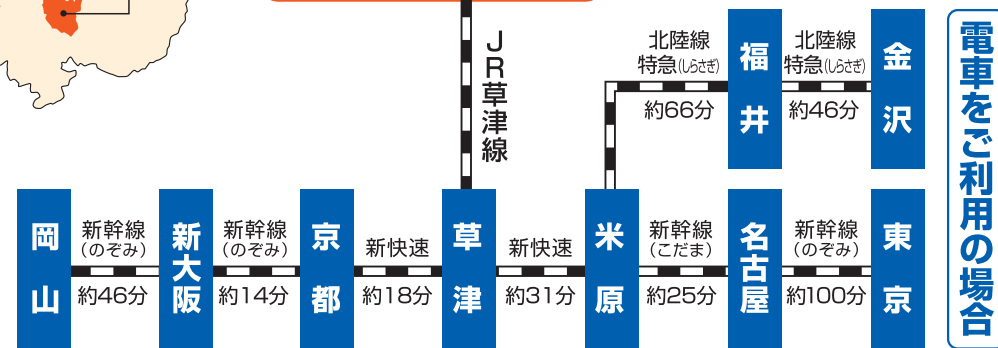 電車をご利用の場合
JR草津線
北陸線
特急(しらさぎ)
約66分
福井
北陸線
特急(しらさぎ)
約46分
金沢
岡山
新幹線
(のぞみ)
約46分
新大阪
新幹線
(のぞみ)
約14分
京都
新快速
約18分
草津
新快速
約31分
米原
新幹線
(こだま)
約25分
名古屋
新幹線
(のぞみ)
約100分
東京